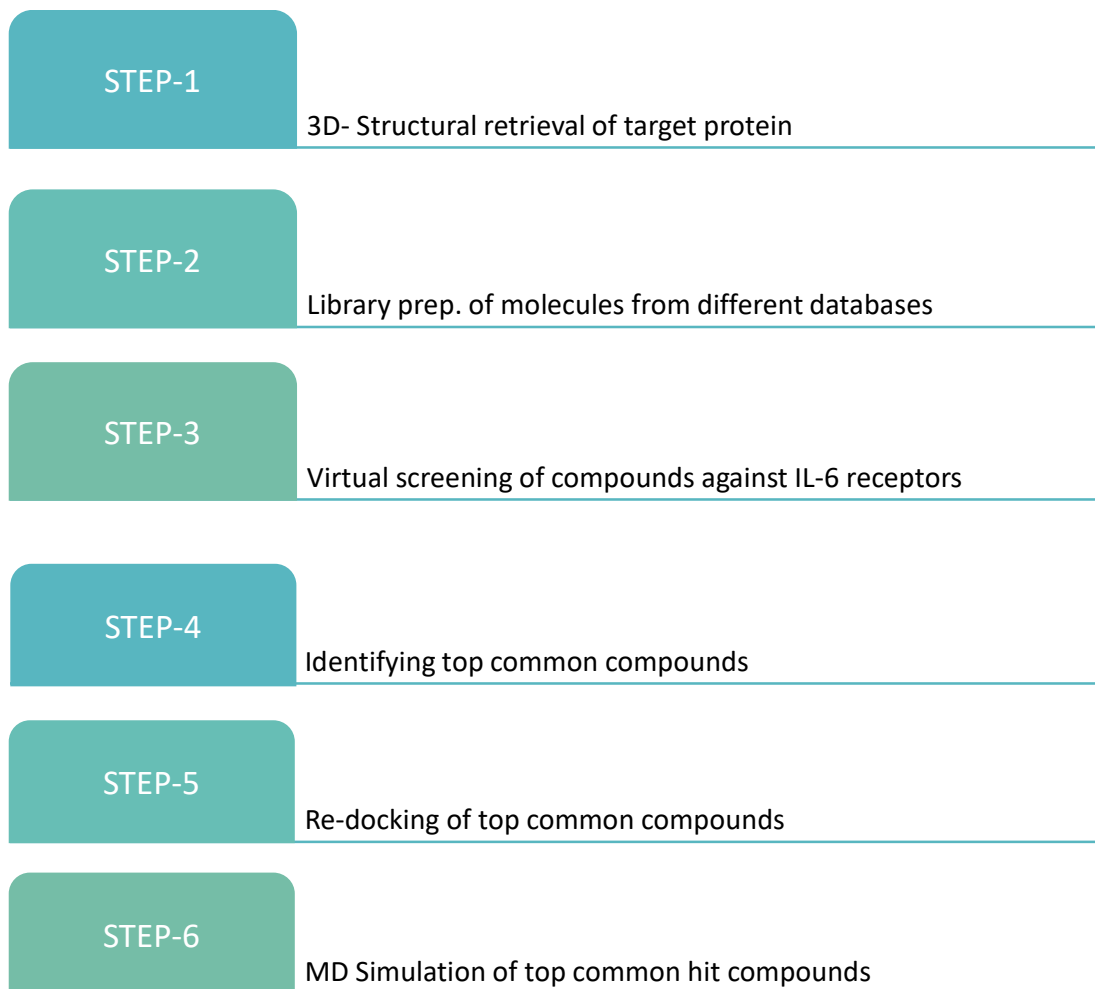 STEP-1
3D- Structural retrieval of target protein
STEP-2
Library prep. of molecules from different databases
STEP-3
Virtual screening of compounds against IL-6 receptors
STEP-4
Identifying top common compounds
STEP-5
Re-docking of top common compounds
STEP-6
MD Simulation of top common hit compounds